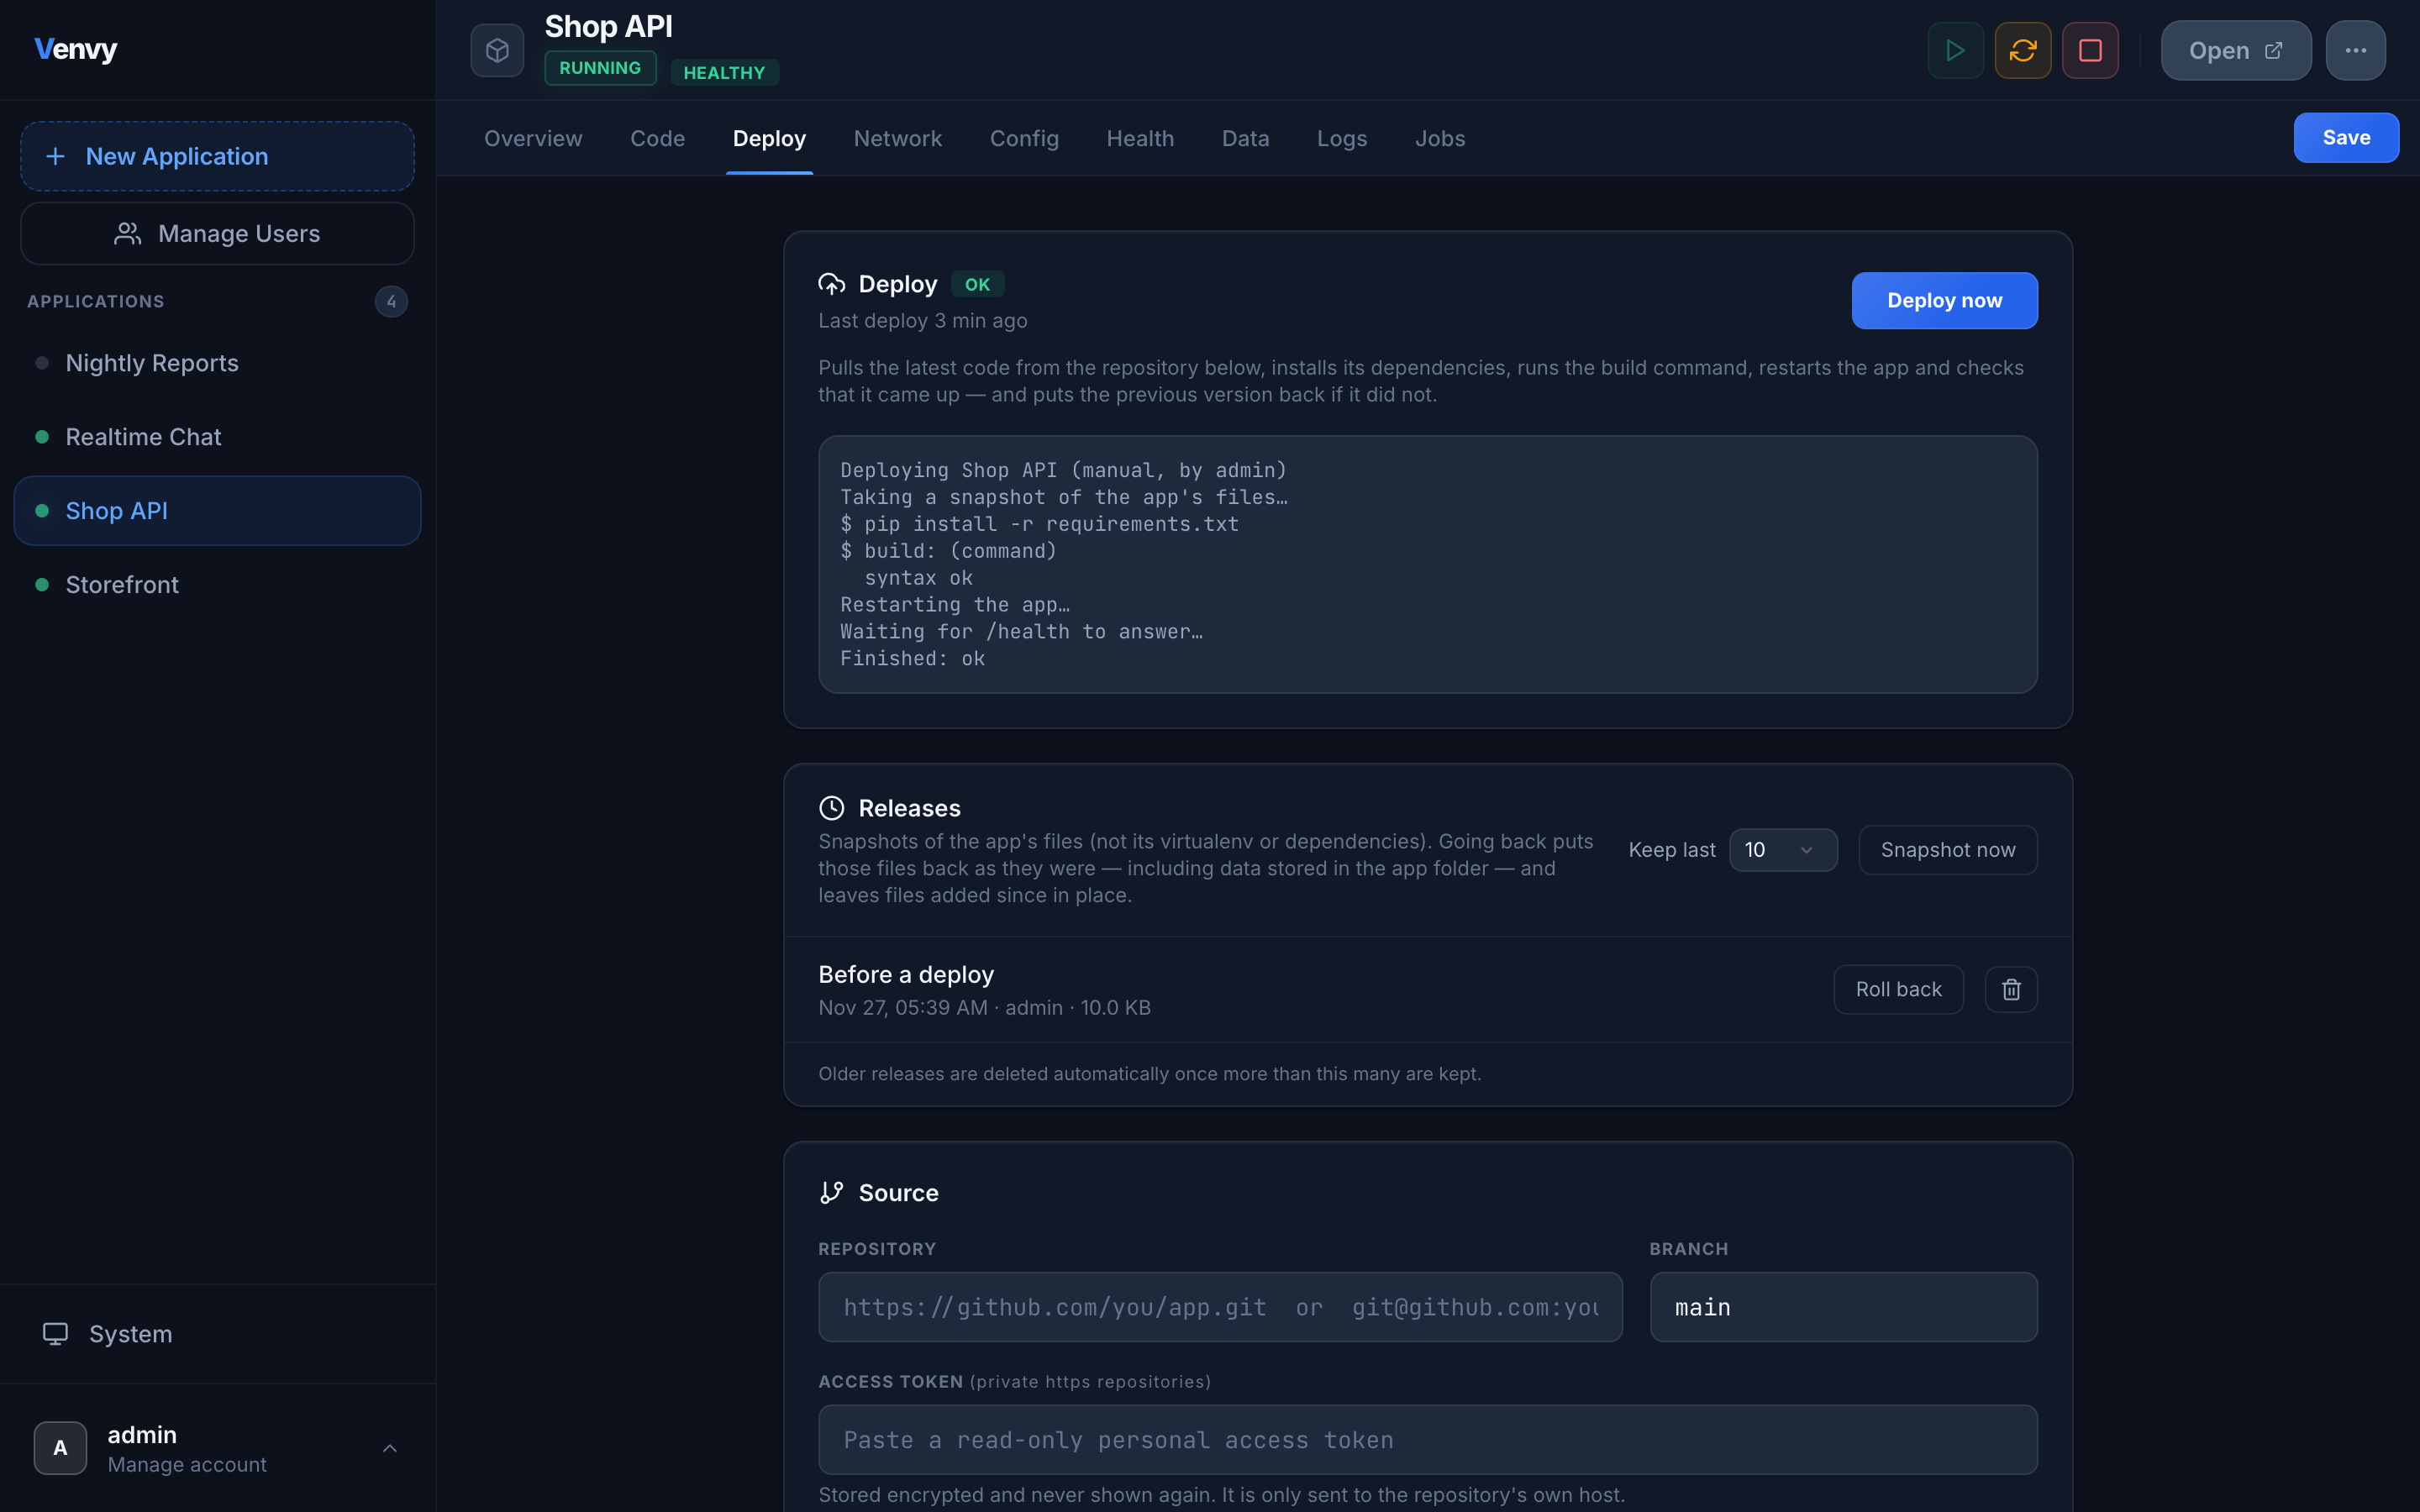 Venvy
New Application
Manage Users
APPLICATIONS
4
Nightly Reports
Realtime Chat
Shop API
Storefront
System
A
admin
Manage account
Shop API
RUNNING
HEALTHY
Open
Overview
Code
Deploy
Network
Config
Health
Data
Logs
Jobs
Save
Deploy
OK
Last deploy 3 min ago
Deploy now
Pulls the latest code from the repository below, installs its dependencies, runs the build command, restarts the app and checks
that it came up — and puts the previous version back if it did not.
Deploying Shop API (manual, by admin)
Taking a snapshot of the app's files…
$ pip install -r requirements.txt
$ build: (command)
syntax ok
Restarting the app…
Waiting for /health to answer…
Finished: ok
Releases
Snapshots of the app's files (not its virtualenv or dependencies). Going back puts
those files back as they were — including data stored in the app folder — and
leaves files added since in place.
Keep last
10
Snapshot now
Before a deploy
Nov 27, 05:39 AM · admin · 10.0 KB
Roll back
Older releases are deleted automatically once more than this many are kept.
Source
REPOSITORY
BRANCH
https://github.com/you/app.git or git@github.com:you
main
ACCESS TOKEN (private https repositories)
Paste a read-only personal access token
Stored encrypted and never shown again. It is only sent to the repository's own host.